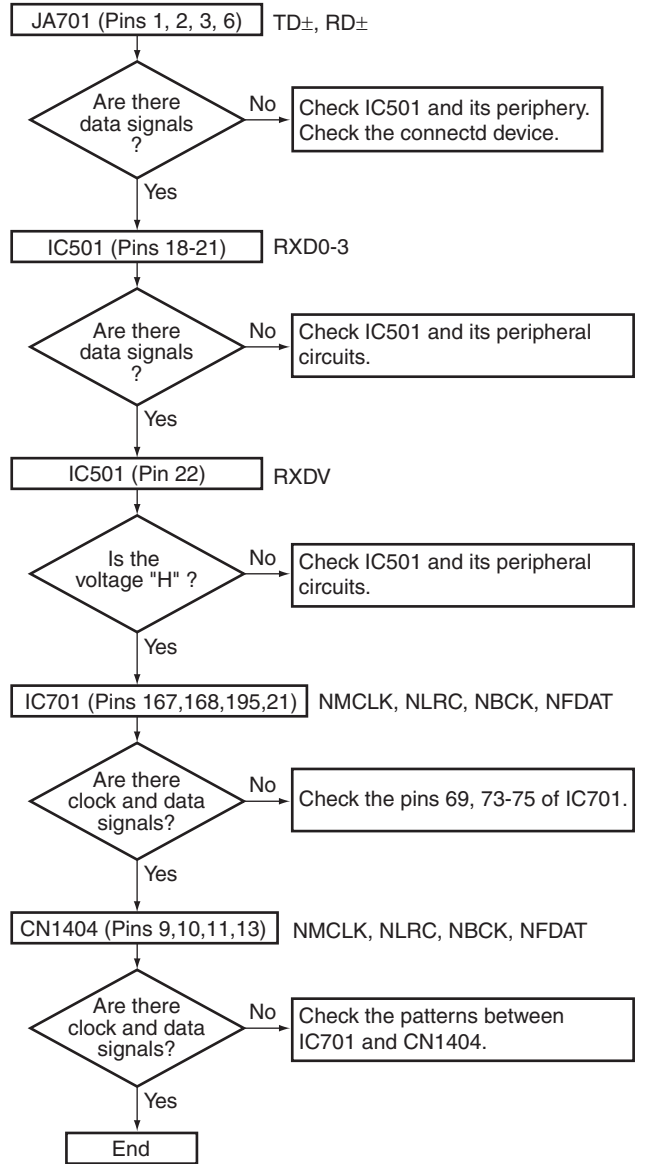 JA701 (Pins 1, 2, 3, 6) TD±, RD±
Are there
data signals
?
No
Check IC501 and its periphery.
Check the connectd device.
Yes
IC501 (Pins 18-21) RXD0-3
Are there
data signals
?
No
Check IC501 and its peripheral
circuits.
Yes
IC501 (Pin 22) RXDV
Is the
voltage "H" ?
No
Check IC501 and its peripheral
circuits.
Yes
IC701 (Pins 167,168,195,21) NMCLK, NLRC, NBCK, NFDAT
Are there
clock and data
signals?
No
Check the pins 69, 73-75 of IC701.
Yes
CN1404 (Pins 9,10,11,13) NMCLK, NLRC, NBCK, NFDAT
Are there
clock and data
signals?
No
Check the patterns between
IC701 and CN1404.
Yes
End